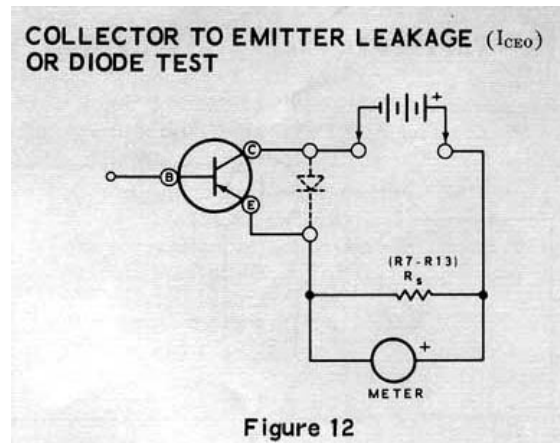 COLLECTOR TO EMITTER LEAKAGE (ICEO)
OR DIODE TEST
+
C
B
E
(R7-R13)
Rs
+
METER
Figure 12